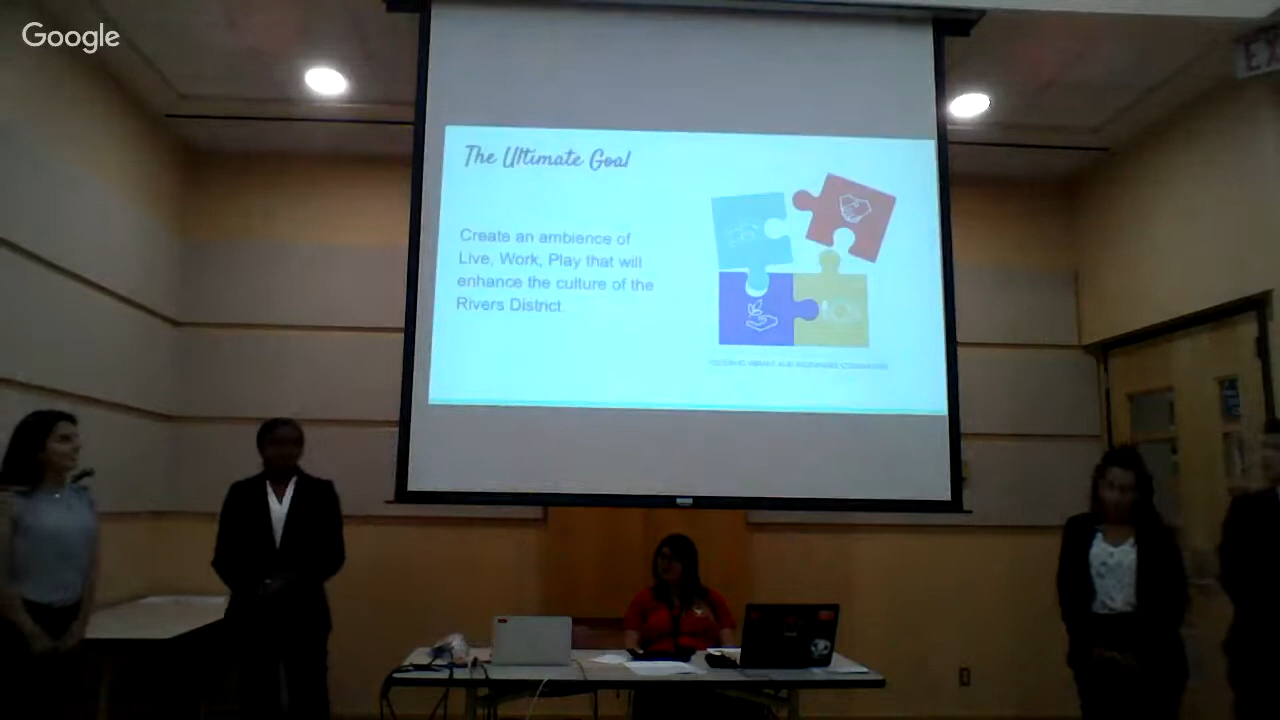 Google
EX
The Ultimate Goal
Create an ambience of
Live, Work, Play that will
enhance the culture of the
Rivers District.